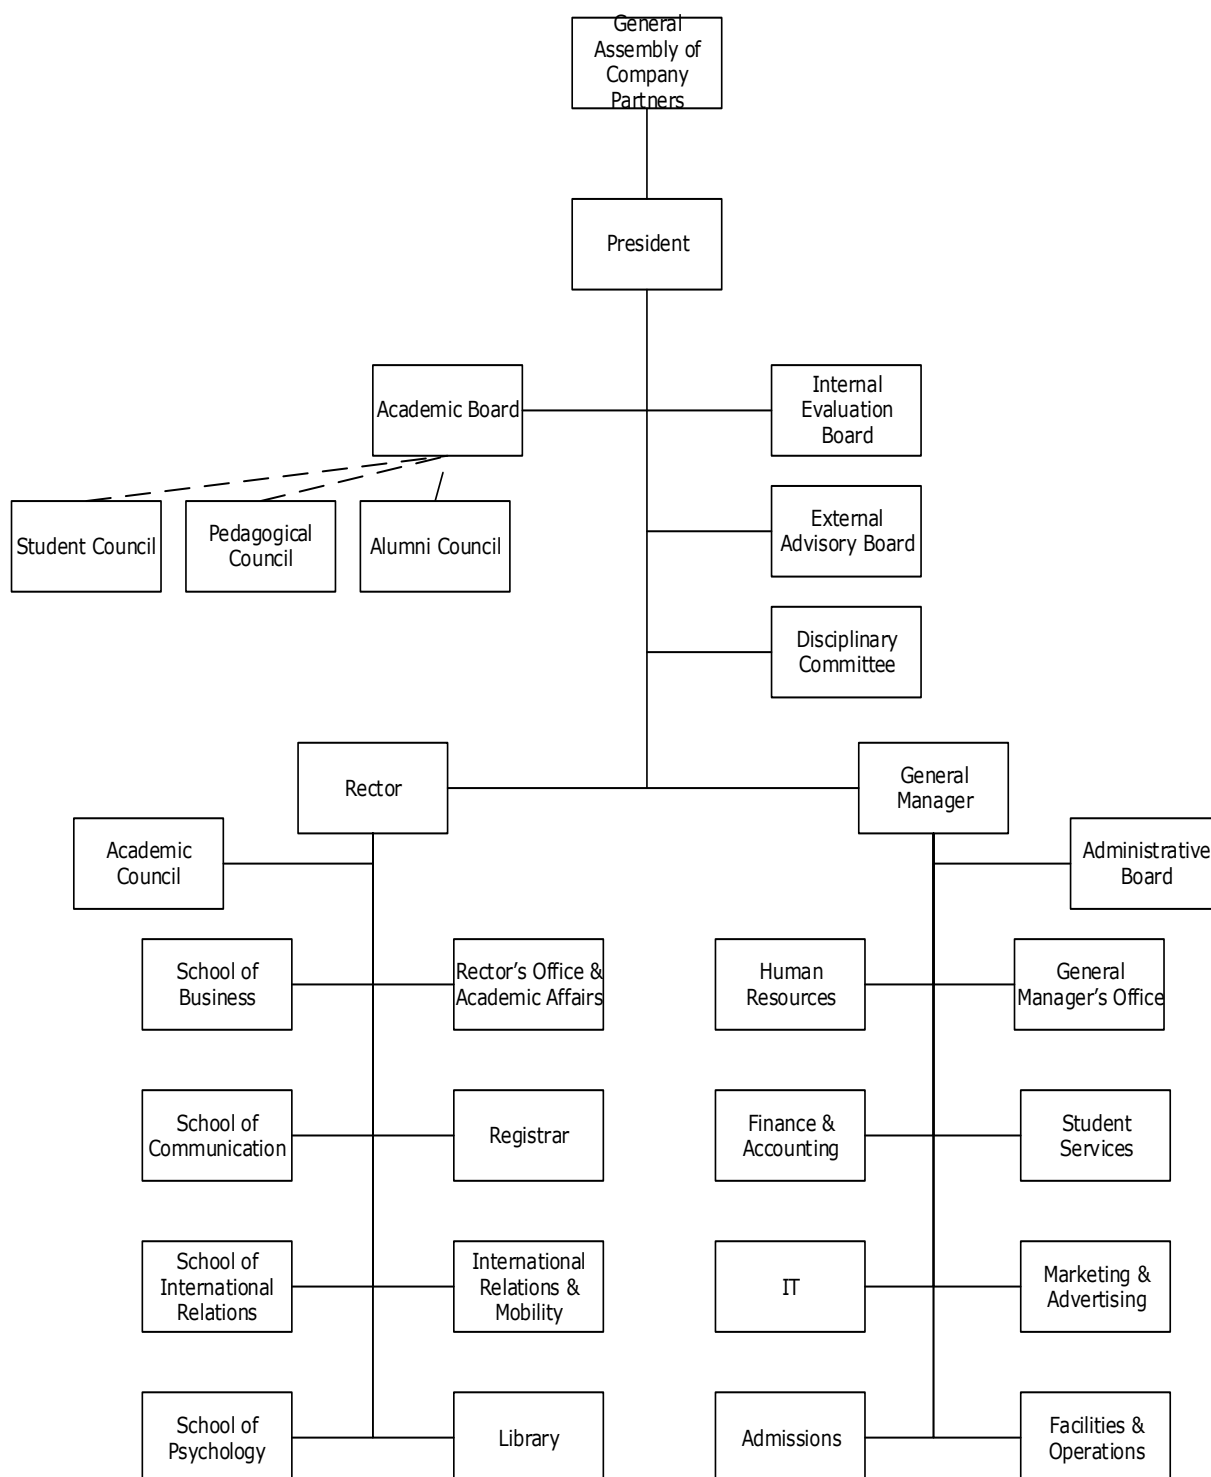 General
Assembly of
Company
Partners
President
Academic Board
Internal
Evaluation
Board
Student Council
Pedagogical
Council
Alumni Council
External
Advisory Board
Disciplinary
Committee
Rector
General
Manager
Academic
Council
Administrative
Board
School of
Business
Rector’s Office &
Academic Affairs
Human
Resources
General
Manager’s Office
School of
Communication
Registrar
Finance &
Accounting
Student
Services
School of
International
Relations
International
Relations &
Mobility
IT
Marketing &
Advertising
School of
Psychology
Library
Admissions
Facilities &
Operations